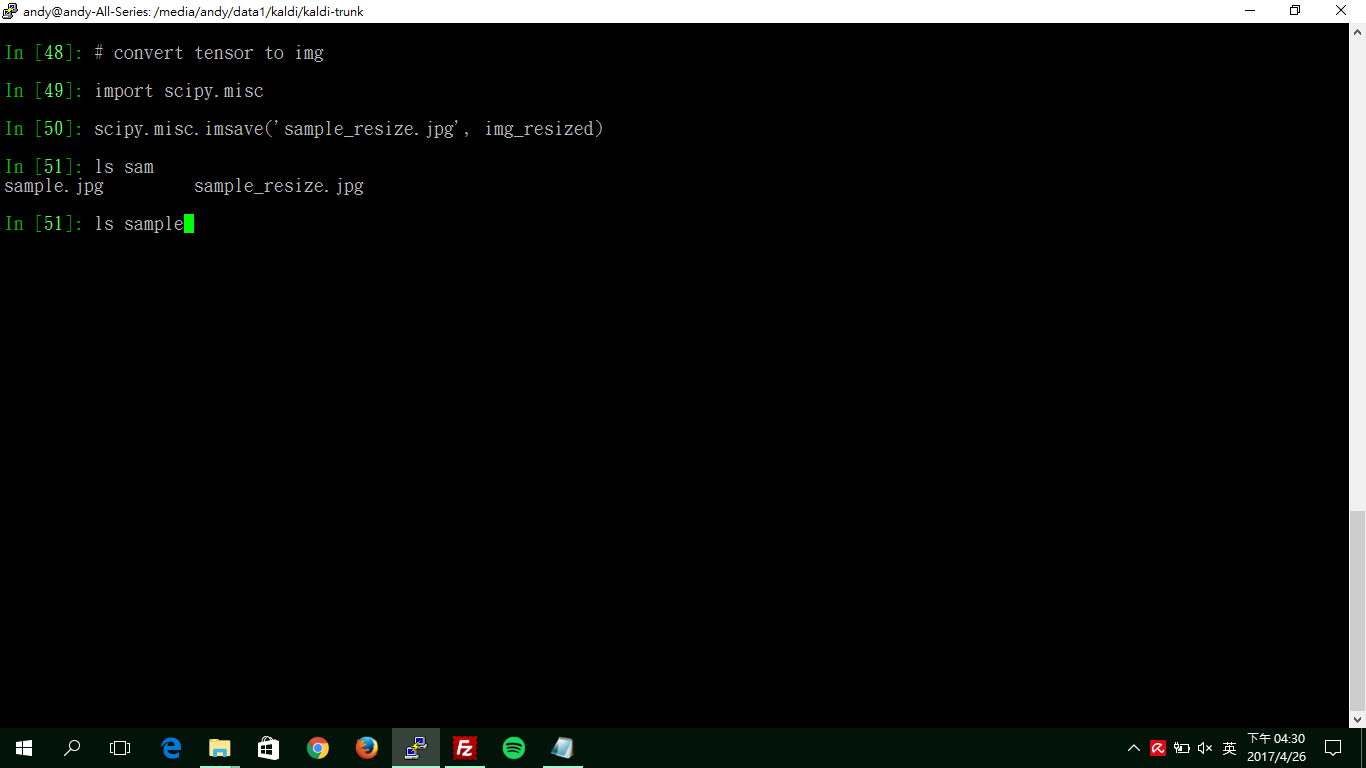 andy@andy-All-Series: /media/andy/data1/kaldi/kaldi-trunk
In [48]: # convert tensor to img
In [49]: import scipy.misc
In [50]: scipy.misc.imsave('sample_resize.jpg', img_resized)
In [51]: ls sam
sample.jpg sample_resize.jpg
In [51]: ls sample
英
下午 04:30
2017/4/26